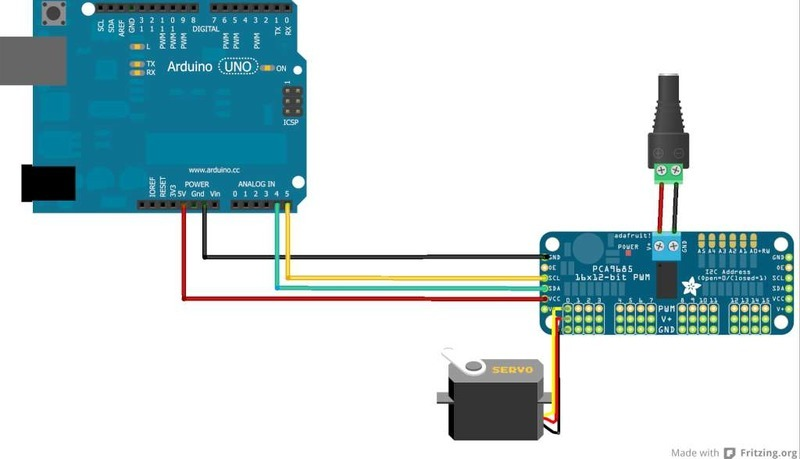 SCL
SDA
AREF
GND
13
12
11
10
9
8
7
6
5
4
3
2
1
0
PWM
PWM
PWM
PWM
PWM
PWM
TX
RX
DIGITAL
L
TX
RX
Arduino UNO
ON
1
ICSP
www.arduino.cc
POWER
ANALOG IN
IOREF
RESET
3V3
5V
Gnd
Vin
0 1 2 3 4 5
adafruit!
POWER
V+
GND
A5 A4 A3 A2 A1 A0+RW
PCA9685
16x12-bit PWM
I2C Address
(Open=0/Closed=1)
GND
OE
SCL
SDA
VCC
GND
OE
SCL
SDA
VCC
V+
0 1 2 3
4 5 6 7
8 9 10 11
12 13 14 15
PWM
V+
GND
SERVO
Made with Fritzing.org